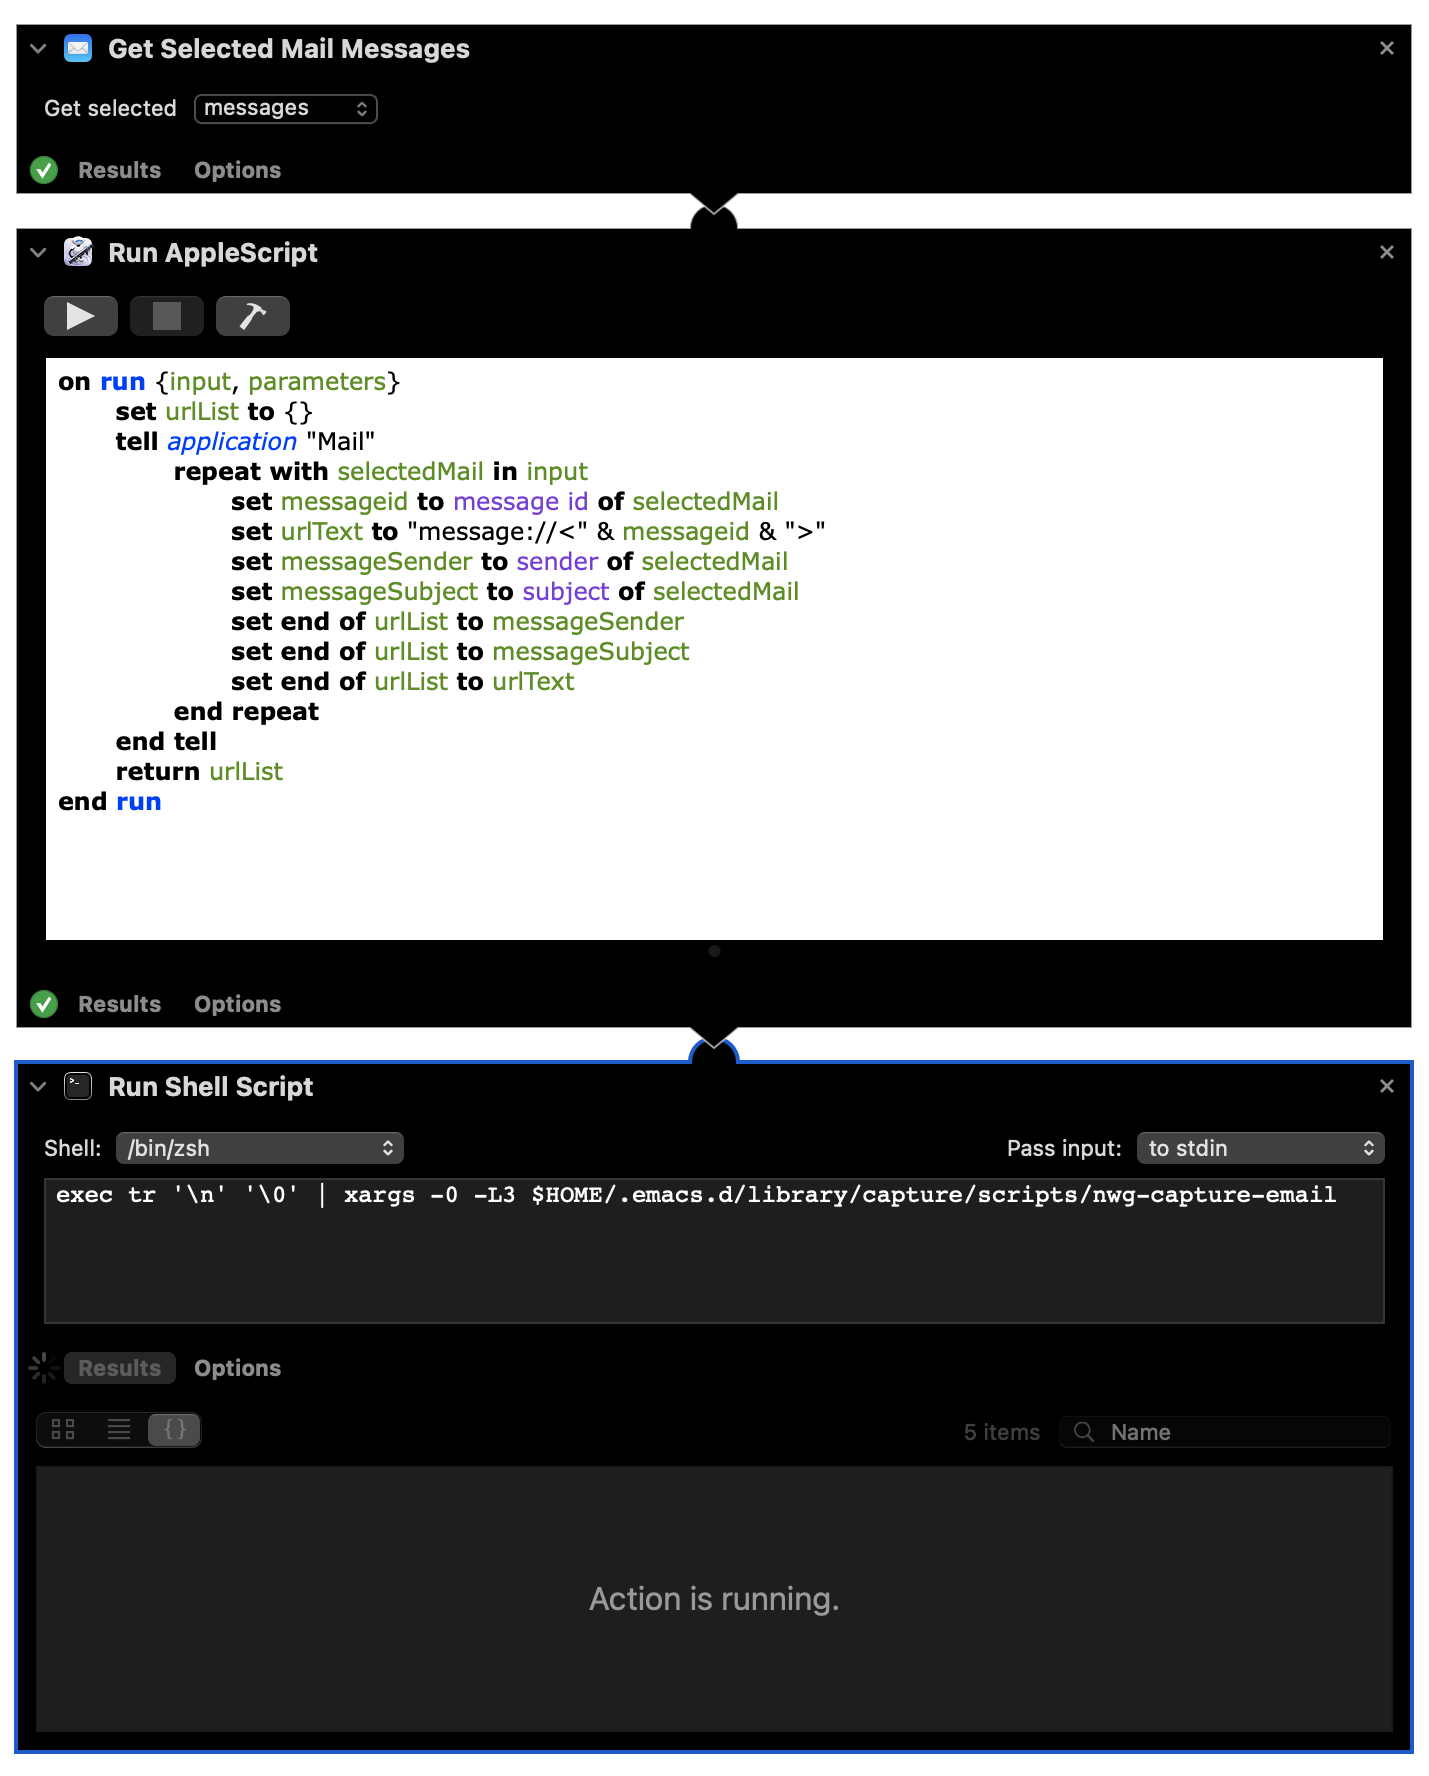 Get Selected Mail Messages
Get selected messages
Results Options
Run AppleScript
on run {input, parameters}
set urlList to {}
tell application "Mail"
repeat with selectedMail in input
set messageid to message id of selectedMail
set urlText to "message://<" & messageid & ">"
set messageSender to sender of selectedMail
set messageSubject to subject of selectedMail
set end of urlList to messageSender
set end of urlList to messageSubject
set end of urlList to urlText
end repeat
end tell
return urlList
end run
Results Options
Run Shell Script
Shell: /bin/zsh Pass input: to stdin
exec tr '\n' '\0' | xargs -0 -L3 $HOME/.emacs.d/library/capture/scripts/nwg-capture-email
Results Options
{} 5 items Name
Action is running.